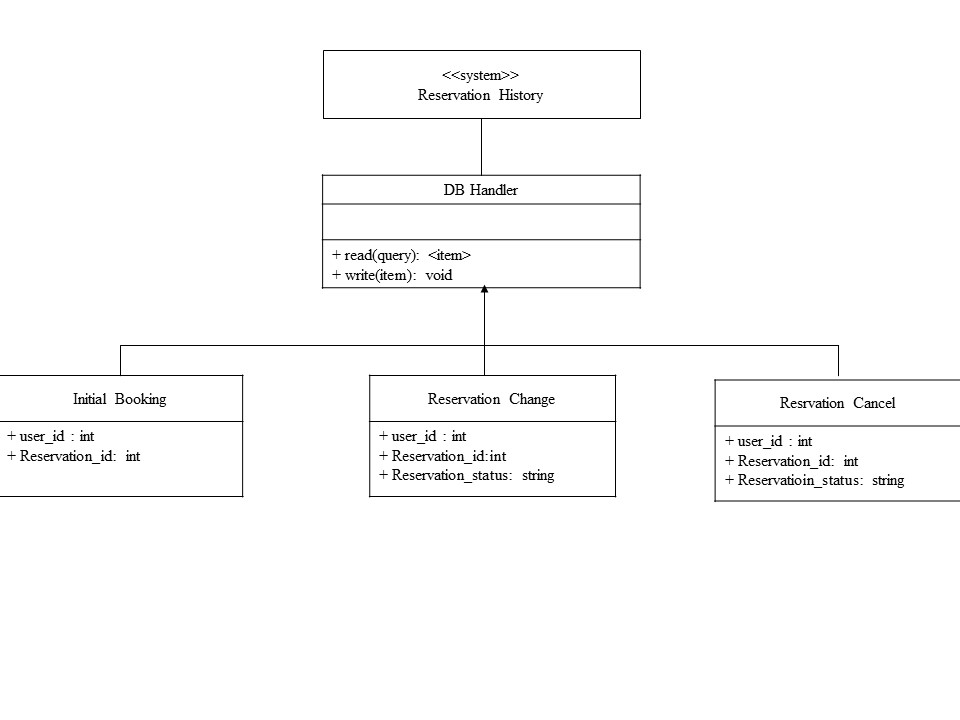 <<system>>
Reservation History
DB Handler
+ read(query): <item>
+ write(item): void
Initial Booking
+ user_id : int
+ Reservation_id: int
Reservation Change
+ user_id : int
+ Reservation_id:int
+ Reservation_status: string
Resrvation Cancel
+ user_id : int
+ Reservation_id: int
+ Reservatioin_status: string